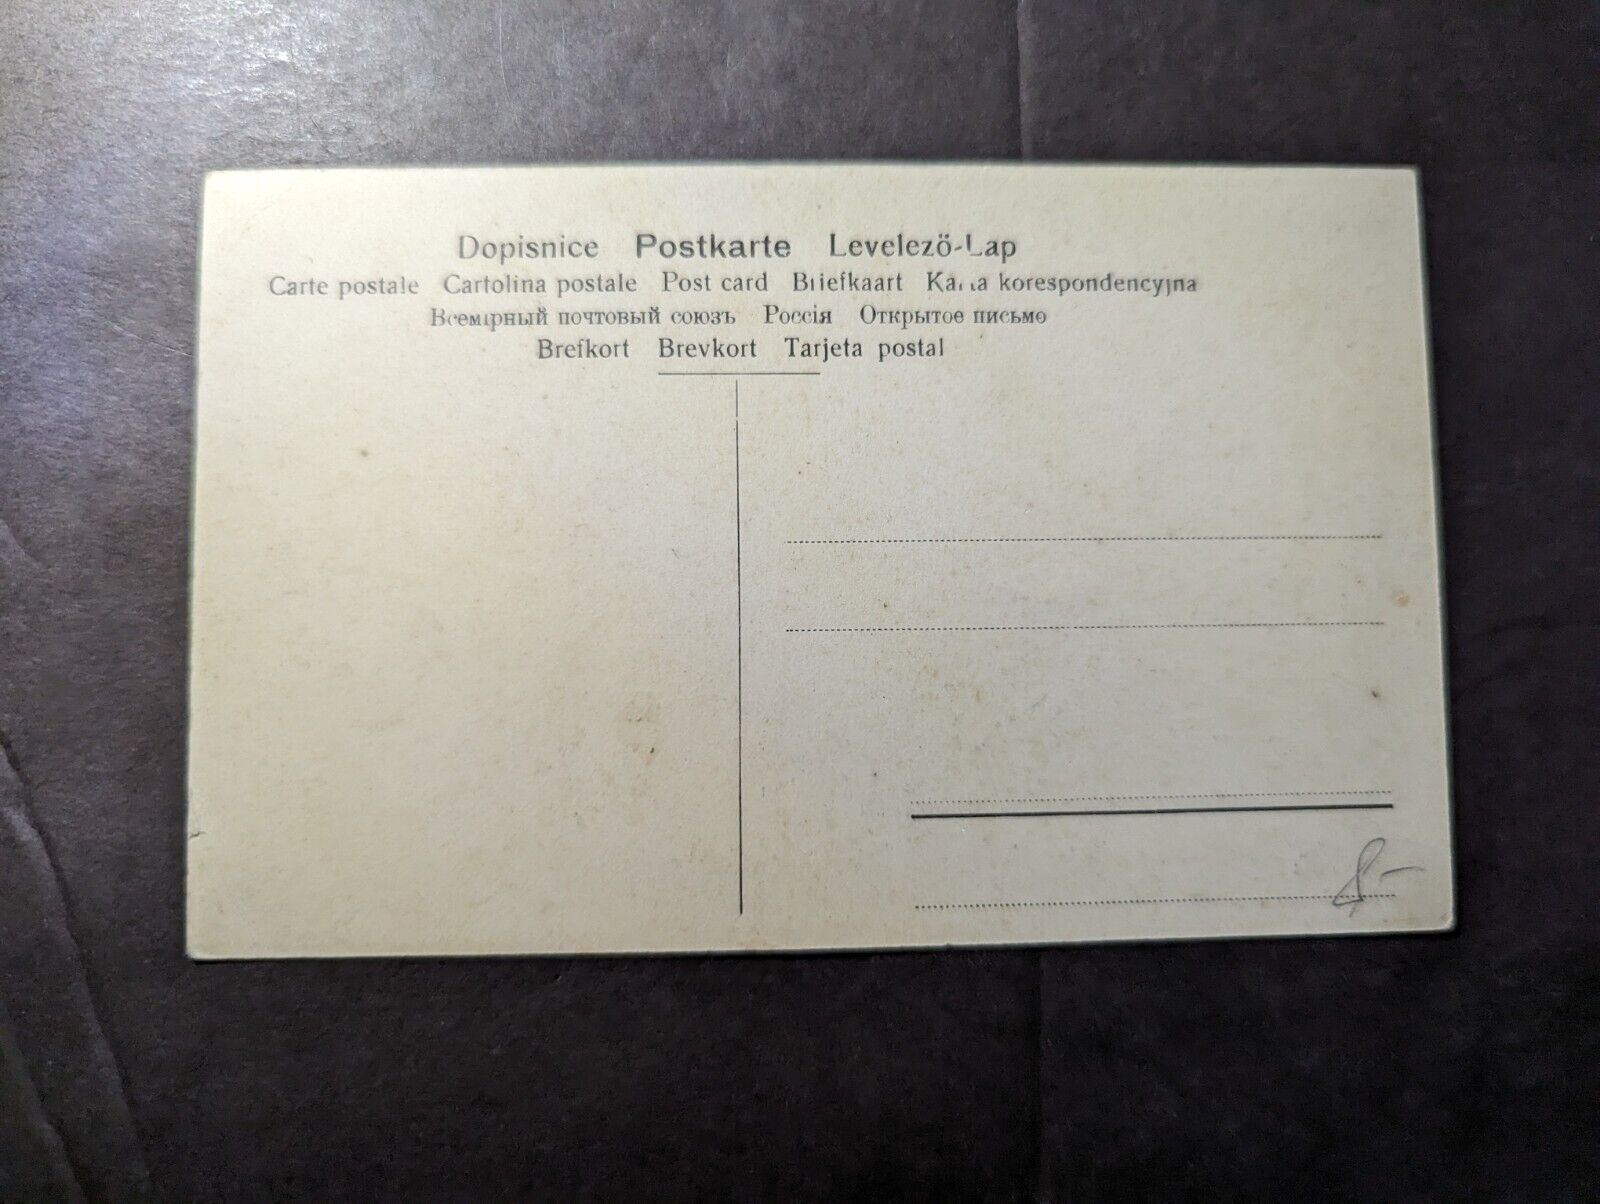 Dopisnice Postkarte Levelező-Lap
Carte postale Cartolina postale Post card Briefkaart Karta korespondencyjna
Всемірный почтовый союзъ Россія Открытое письмо
Brefkort Brevkort Tarjeta postal
8-